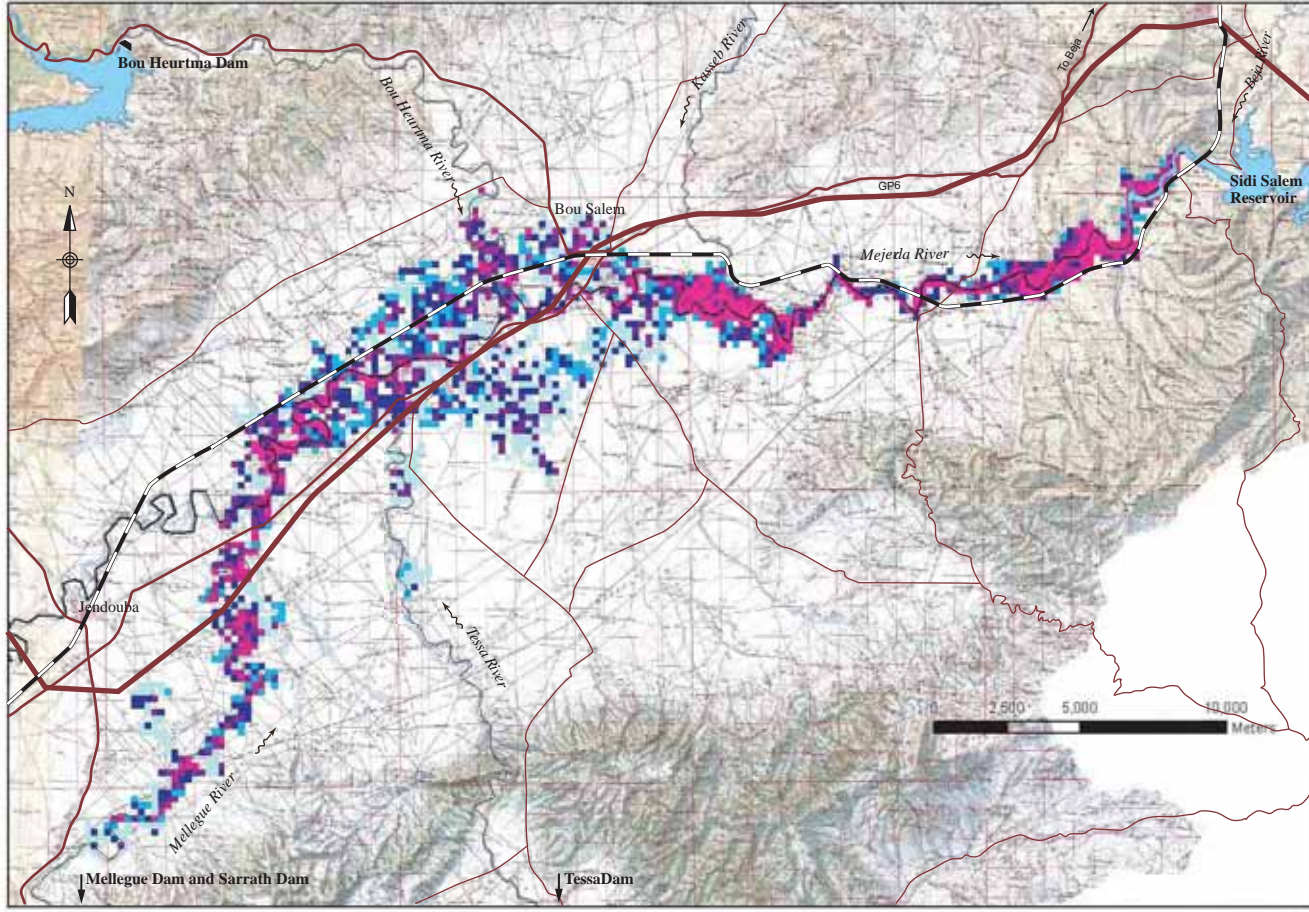 Bou Heurtma Dam
Bou Heurtma River
Kasseb River
To Beja
Beja River
N
GP6
Sidi Salem
Reservoir
Bou Salem
Mejerda River
Jendouba
Tessa River
Mellegue River
0 2,500 5,000 10,000
Meters
Mellegue Dam and Sarrath Dam
TessaDam